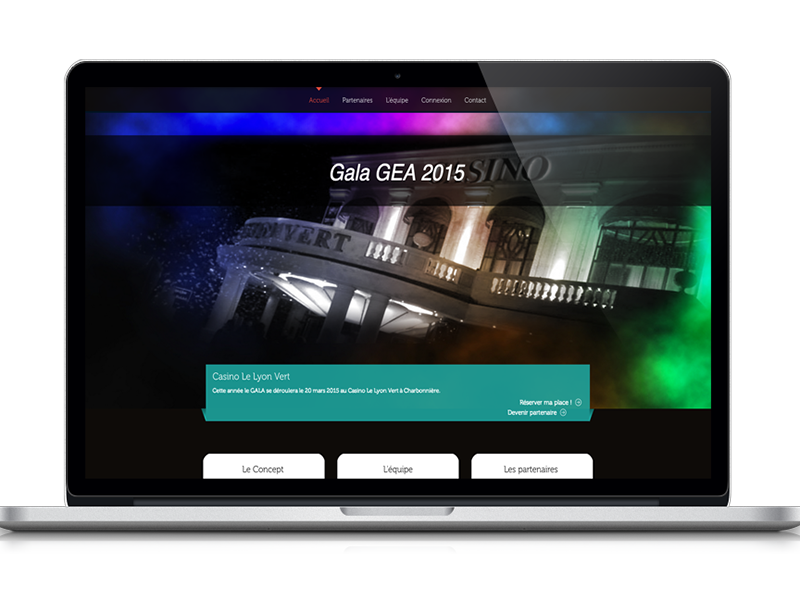 Accueil Partenaires L'équipe Connexion Contact
Gala GEA 2015
SINO
VERT
Casino Le Lyon Vert
Cette année le GALA se déroulera le 20 mars 2015 au Casino Le Lyon Vert à Charbonnière.
Réserver ma place !
Devenir partenaire
Le Concept L'équipe Les partenaires